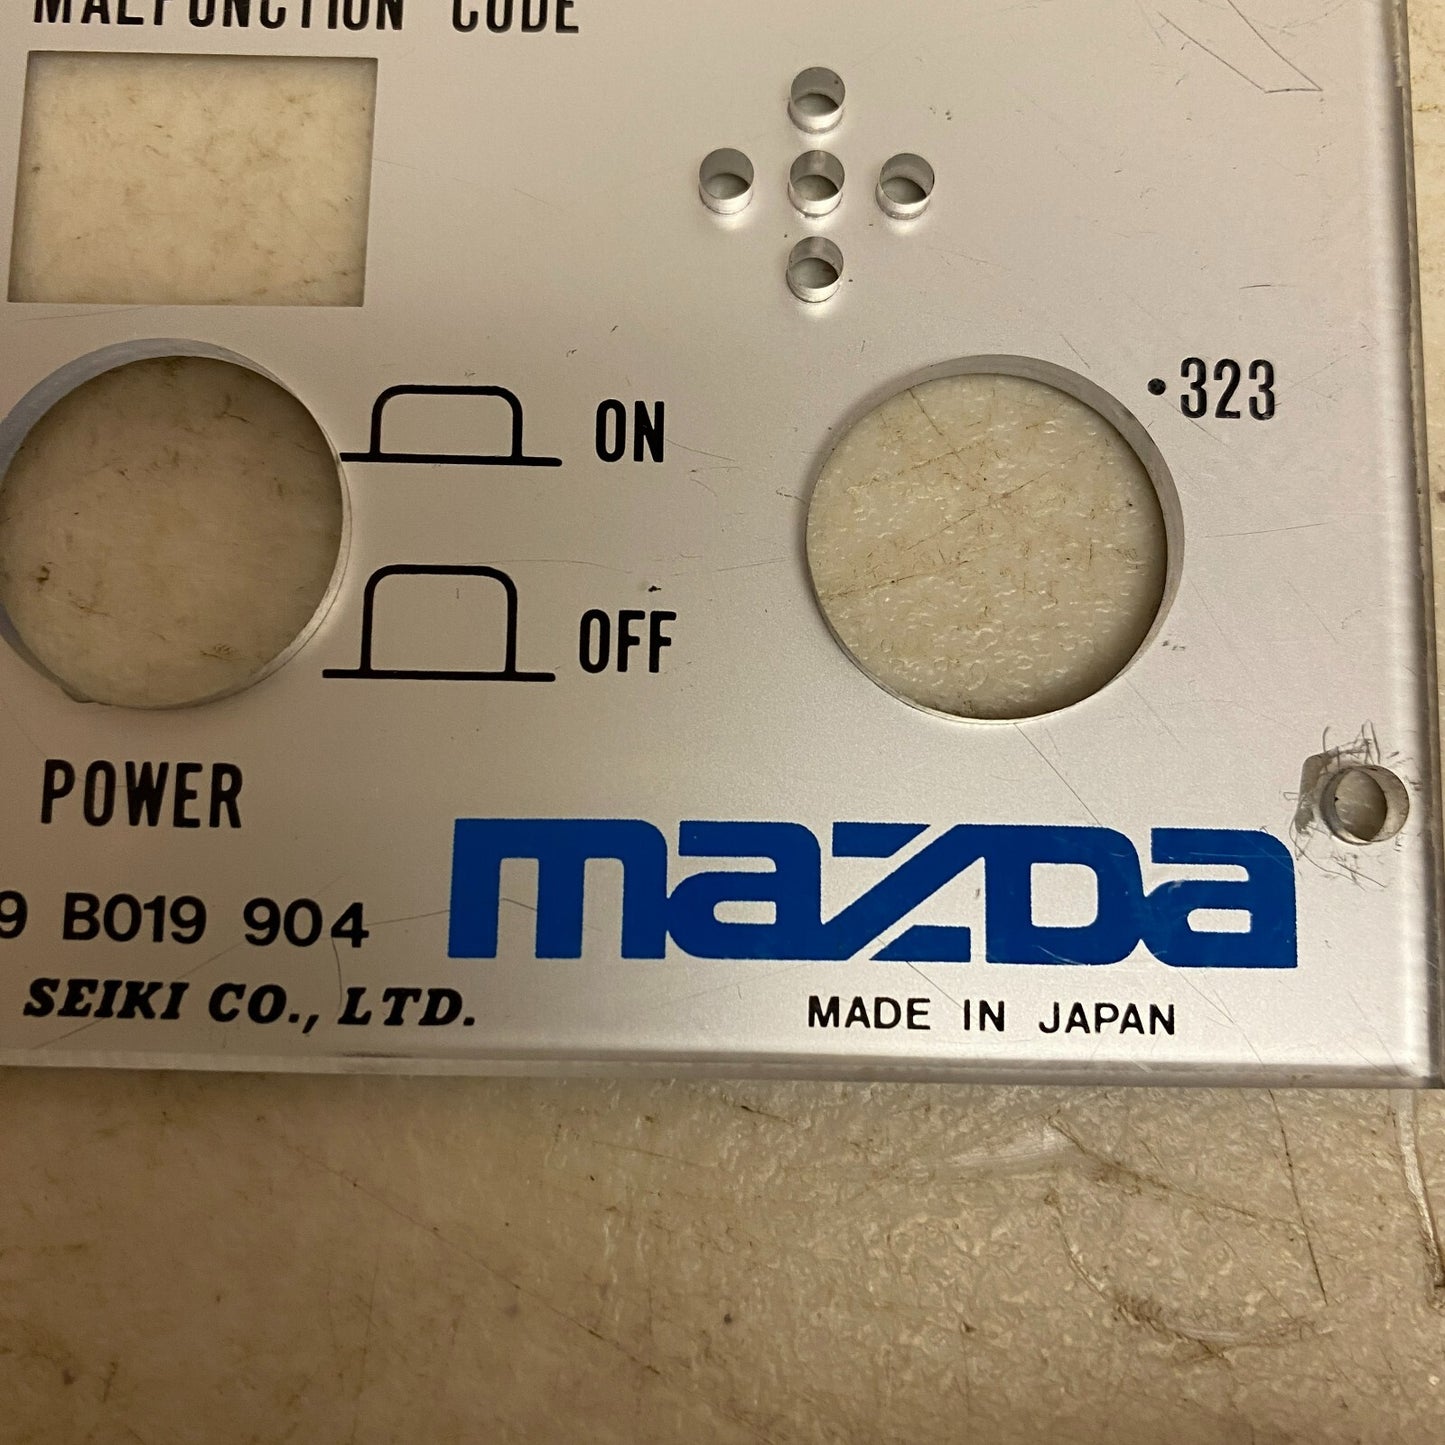 MALFUNCTION CODE
•323
ON
OFF
POWER
9 B019 904
mazda
SEIKI CO., LTD.
MADE IN JAPAN